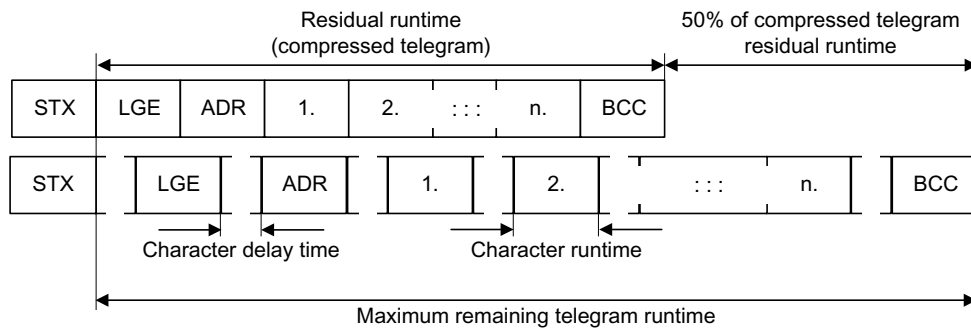 Residual runtime
(compressed telegram)
50% of compressed telegram
residual runtime
STX LGE ADR 1. 2. : : : n. BCC
STX LGE ADR 1. 2. : : : n. BCC
Character delay time
Character runtime
Maximum remaining telegram runtime